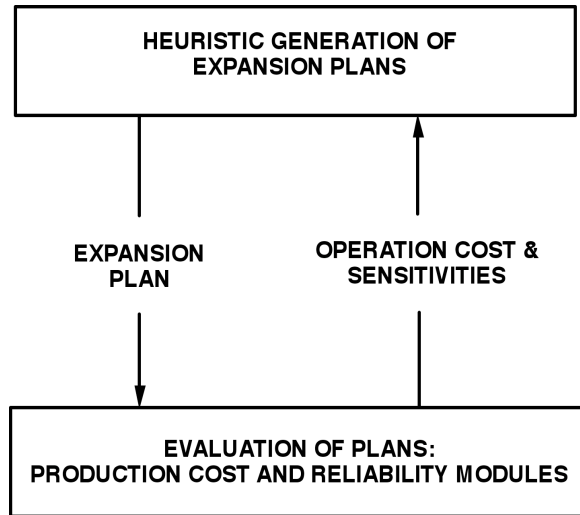 HEURISTIC GENERATION OF
EXPANSION PLANS
EXPANSION
PLAN
OPERATION COST &
SENSITIVITIES
EVALUATION OF PLANS:
PRODUCTION COST AND RELIABILITY MODULES